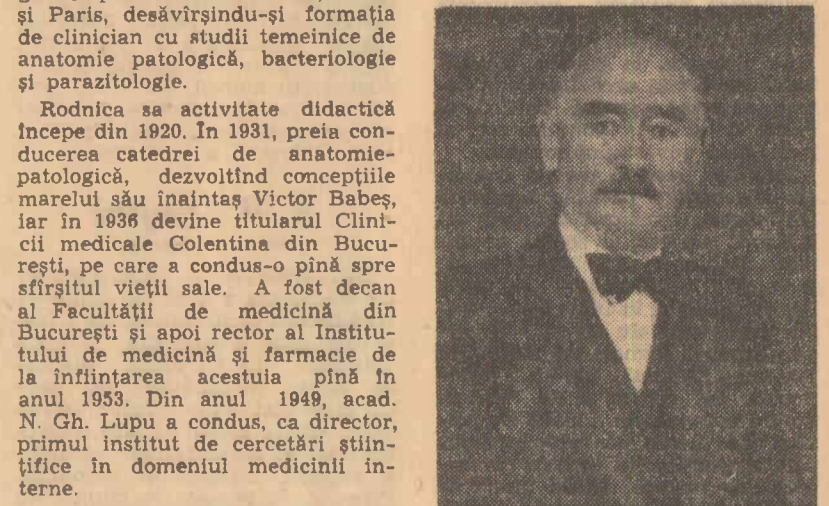 și Paris, desăvîrșindu-și formația
de clinician cu studii temeinice de
anatomie patologică, bacteriologie
și parazitologie.
Rodnica sa activitate didactică
începe din 1920. În 1931, preia con-
ducerea catedrei de anatomie-
patologică, dezvoltînd concepțiile
marelui său înaintaș Victor Babeș,
iar în 1936 devine titularul Clini-
cii medicale Colentina din Bucu-
rești, pe care a condus-o pînă spre
sfîrșitul vieții sale. A fost decan
al Facultății de medicină din
București și apoi rector al Institu-
tului de medicină și farmacie de
la înființarea acestuia pînă în
anul 1953. Din anul 1949, acad.
N. Gh. Lupu a condus, ca director,
primul institut de cercetări științ-
țifice în domeniul medicinii in-
terne.